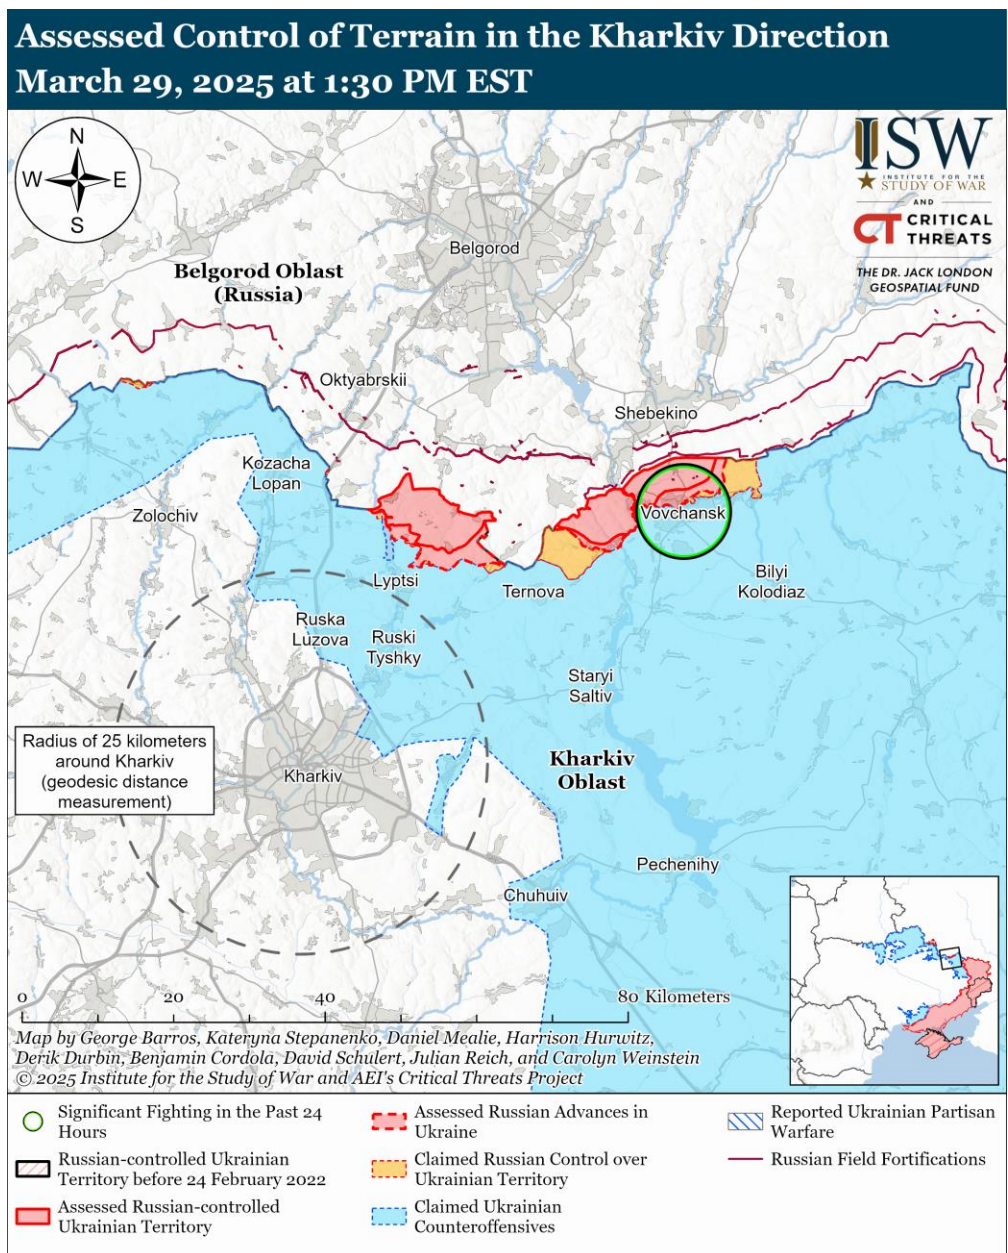 Assessed Control of Terrain in the Kharkiv Direction
March 29, 2025 at 1:30 PM EST
N
W
E
S
ISW
INSTITUTE FOR THE
STUDY OF WAR
AND
CT CRITICAL
THREATS
THE DR. JACK LONDON
GEOSPATIAL FUND
Belgorod
Belgorod Oblast
(Russia)
Oktyabrskii
Shebekino
Kozacha
Lopan
Zolochiv
Vovchansk
Lyptsi
Ternova
Bilyi
Kolodiaz
Ruska
Luzova
Ruski
Tyshky
Staryi
Saltiv
Radius of 25 kilometers
around Kharkiv
(geodesic distance
measurement)
Kharkiv
Kharkiv
Oblast
Pechenihy
Chuhuiv
0
20
40
80 Kilometers
Map by George Barros, Kateryna Stepanenko, Daniel Mealie, Harrison Hurwitz,
Derik Durbin, Benjamin Cordola, David Schulert, Julian Reich, and Carolyn Weinstein
© 2025 Institute for the Study of War and AEI's Critical Threats Project
Significant Fighting in the Past 24
Hours
Russian-controlled Ukrainian
Territory before 24 February 2022
Assessed Russian-controlled
Ukrainian Territory
Assessed Russian Advances in
Ukraine
Claimed Russian Control over
Ukrainian Territory
Claimed Ukrainian
Counteroffensives
Reported Ukrainian Partisan
Warfare
Russian Field Fortifications